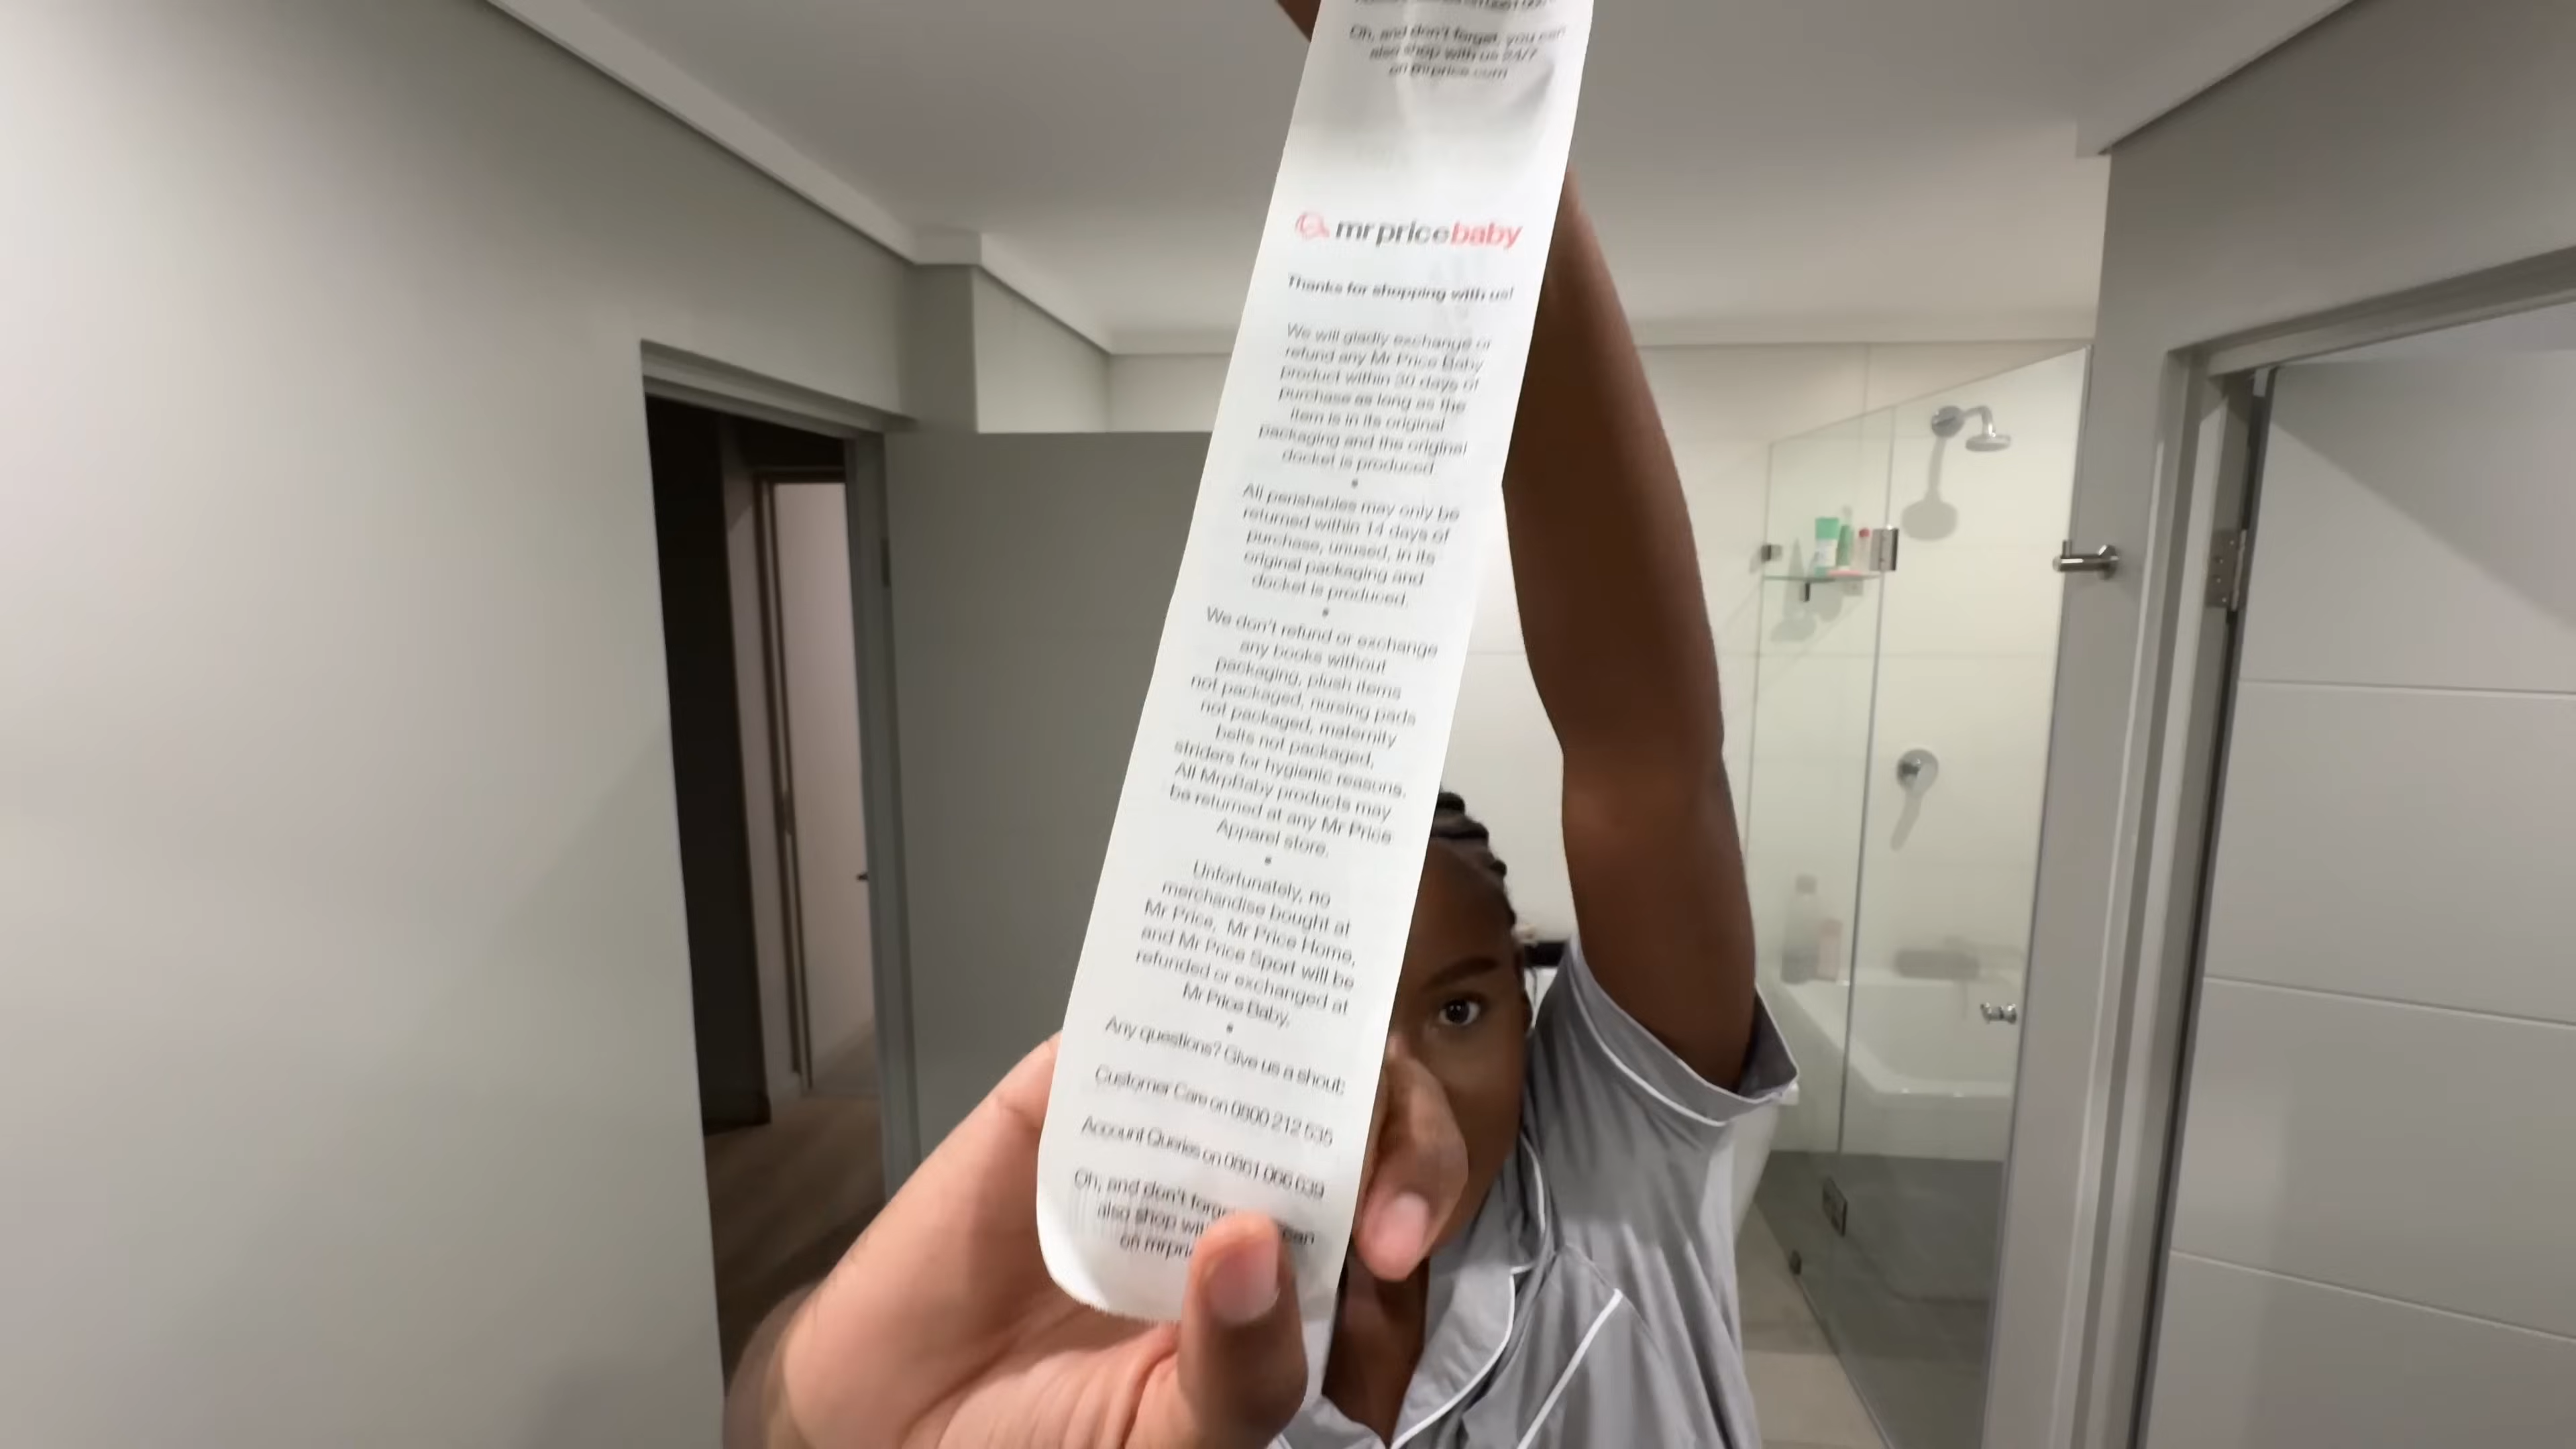 Oh, and don't forget, you can
also shop with us 24/7
on mrprice.com
mrpricebaby
Thanks for shopping with us!
We will gladly exchange or
refund any Mr Price Baby
product within 30 days of
purchase as long as the
item is in its original
packaging and the original
docket is produced.
•
All perishables may only be
returned within 14 days of
purchase, unused, in its
original packaging and
docket is produced.
•
We don't refund or exchange
any books without
packaging, plush items
not packaged, nursing pads
not packaged, maternity
belts not packaged,
striders for hygienic reasons.
All MrpBaby products may
be returned at any Mr Price
Apparel store.
•
Unfortunately, no
merchandise bought at
Mr Price, Mr Price Home,
and Mr Price Sport will be
refunded or exchanged at
Mr Price Baby.
•
Any questions? Give us a shout:
Customer Care on 0800 212 535
Account Queries on 0861 066 639
Oh, and don't can
also shop
on